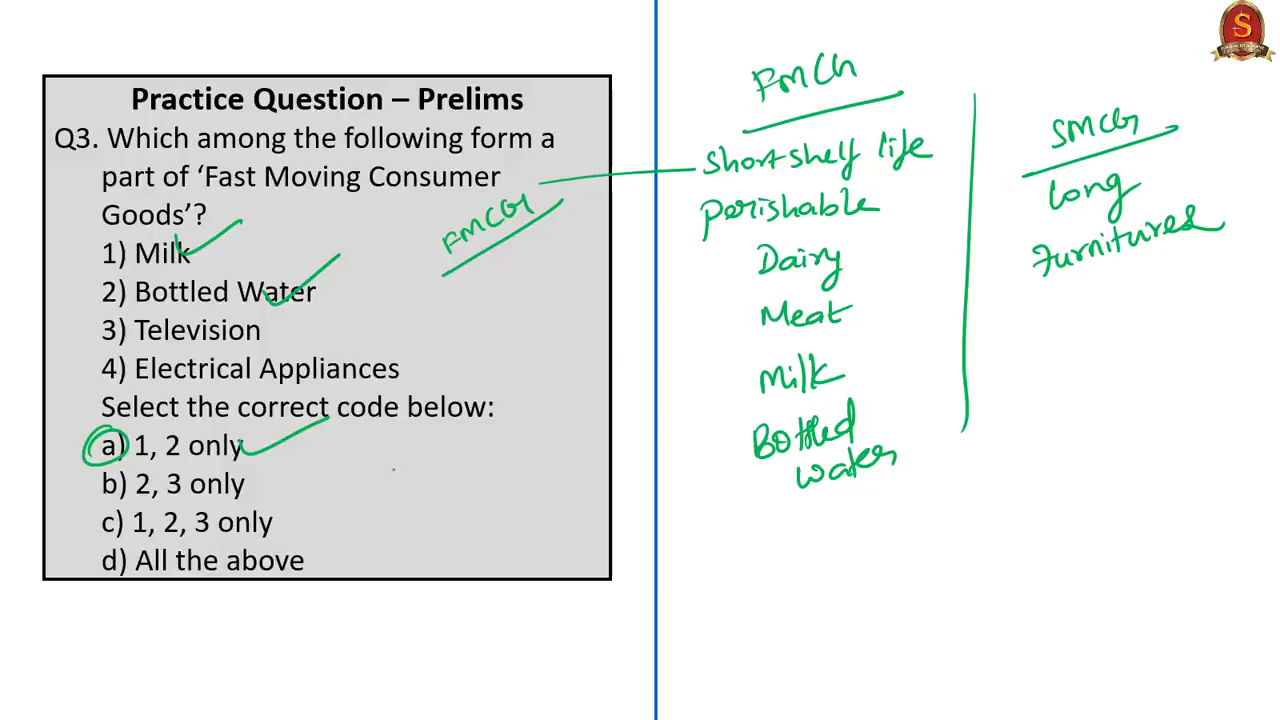 Practice Question – Prelims
Q3. Which among the following form a
part of ‘Fast Moving Consumer
Goods’?
FMCG
1) Milk
2) Bottled Water
3) Television
4) Electrical Appliances
Select the correct code below:
a) 1, 2 only
b) 2, 3 only
c) 1, 2, 3 only
d) All the above
FMCG
Short shelf life
Perishable
Dairy
Meat
Milk
Bottled
water
SMCG
Long
Furnitures
S